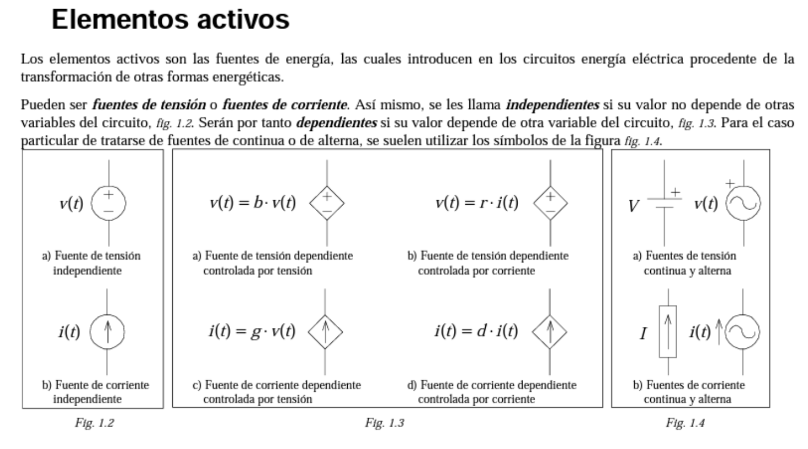 Elementos activos
Los elementos activos son las fuentes de energía, las cuales introducen en los circuitos energía eléctrica procedente de la
transformación de otras formas energéticas.
Pueden ser fuentes de tensión o fuentes de corriente. Así mismo, se les llama independientes si su valor no depende de otras
variables del circuito, fig. 1.2. Serán por tanto dependientes si su valor depende de otra variable del circuito, fig. 1.3. Para el caso
particular de tratarse de fuentes de continua o de alterna, se suelen utilizar los símbolos de la figura fig. 1.4.
v(t) + −
a) Fuente de tensión
independiente
i(t)
b) Fuente de corriente
independiente
Fig. 1.2
v(t) = b · v(t) + −
a) Fuente de tensión dependiente
controlada por tensión
v(t) = r · i(t) + −
b) Fuente de tensión dependiente
controlada por corriente
i(t) = g · v(t)
c) Fuente de corriente dependiente
controlada por tensión
i(t) = d · i(t)
d) Fuente de corriente dependiente
controlada por corriente
Fig. 1.3
V + v(t) +
a) Fuentes de tensión
continua y alterna
I i(t)
b) Fuentes de corriente
continua y alterna
Fig. 1.4